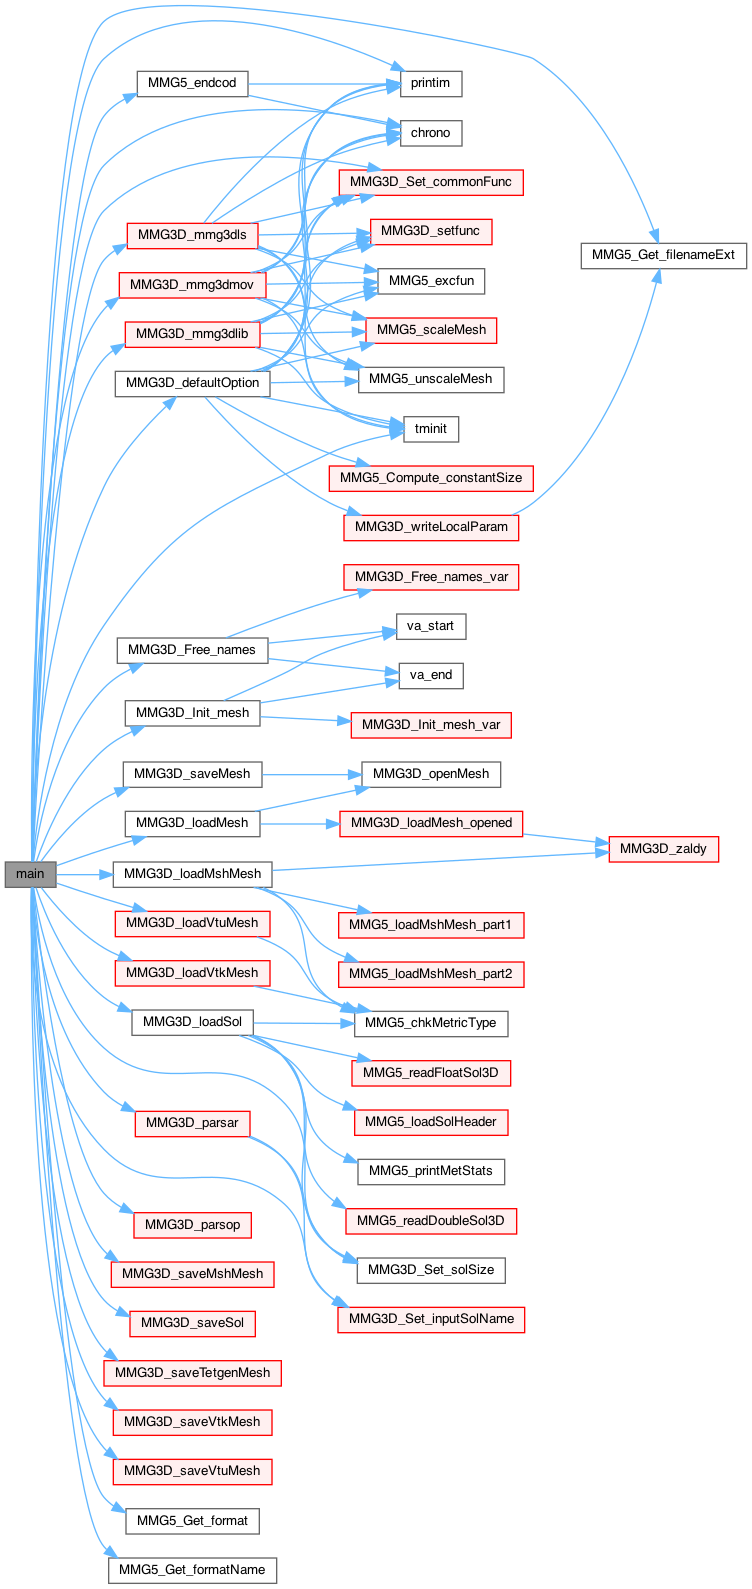 main
MMG5_endcod
printim
chrono
MMG3D_Set_commonFunc
MMG3D_mmg3dls
MMG3D_setfunc
MMG5_Get_filenameExt
MMG3D_mmg3dmov
MMG5_excfun
MMG3D_mmg3dlib
MMG5_scaleMesh
MMG3D_defaultOption
MMG5_unscaleMesh
tminit
MMG5_Compute_constantSize
MMG3D_writeLocalParam
MMG3D_Free_names_var
va_start
MMG3D_Free_names
va_end
MMG3D_Init_mesh
MMG3D_Init_mesh_var
MMG3D_saveMesh
MMG3D_openMesh
MMG3D_loadMesh
MMG3D_loadMesh_opened
MMG3D_zaldy
MMG3D_loadMshMesh
MMG3D_loadVtuMesh
MMG5_loadMshMesh_part1
MMG3D_loadVtkMesh
MMG5_loadMshMesh_part2
MMG3D_loadSol
MMG5_chkMetricType
MMG5_readFloatSol3D
MMG3D_parsar
MMG5_loadSolHeader
MMG5_printMetStats
MMG3D_parsop
MMG5_readDoubleSol3D
MMG3D_saveMshMesh
MMG3D_Set_solSize
MMG3D_saveSol
MMG3D_Set_inputSolName
MMG3D_saveTetgenMesh
MMG3D_saveVtkMesh
MMG3D_saveVtuMesh
MMG5_Get_format
MMG5_Get_formatName